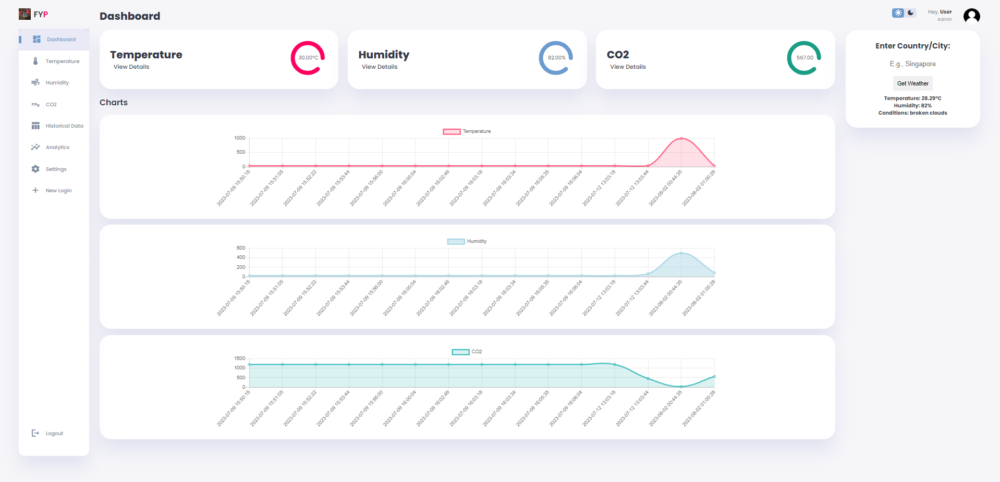 FYP
Dashboard
Hey, User
Admin
Dashboard
Temperature
Humidity
CO2
Historical Data
Analytics
Settings
New Login
Logout
Temperature
View Details
30.00°C
Humidity
View Details
82.00%
CO2
View Details
567.00
Enter Country/City:
E.g., Singapore
Get Weather
Temperature: 28.29°C
Humidity: 82%
Conditions: broken clouds
Charts
Temperature
1000
500
0
2023-07-09 15:50:18
2023-07-09 15:51:05
2023-07-09 15:52:22
2023-07-09 15:53:44
2023-07-09 15:56:00
2023-07-09 16:00:04
2023-07-09 16:02:46
2023-07-09 16:03:18
2023-07-09 16:03:34
2023-07-09 16:05:35
2023-07-09 16:06:04
2023-07-12 13:03:18
2023-07-12 13:03:44
2023-08-02 00:44:35
2023-08-02 01:00:28
Humidity
600
400
200
0
2023-07-09 15:50:18
2023-07-09 15:51:05
2023-07-09 15:52:22
2023-07-09 15:53:44
2023-07-09 15:56:00
2023-07-09 16:00:04
2023-07-09 16:02:46
2023-07-09 16:03:18
2023-07-09 16:03:34
2023-07-09 16:05:35
2023-07-09 16:06:04
2023-07-12 13:03:18
2023-07-12 13:03:44
2023-08-02 00:44:35
2023-08-02 01:00:28
CO2
1500
1000
500
0
2023-07-09 15:50:18
2023-07-09 15:51:05
2023-07-09 15:52:22
2023-07-09 15:53:44
2023-07-09 15:56:00
2023-07-09 16:00:04
2023-07-09 16:02:46
2023-07-09 16:03:18
2023-07-09 16:03:34
2023-07-09 16:05:35
2023-07-09 16:06:04
2023-07-12 13:03:18
2023-07-12 13:03:44
2023-08-02 00:44:35
2023-08-02 01:00:28